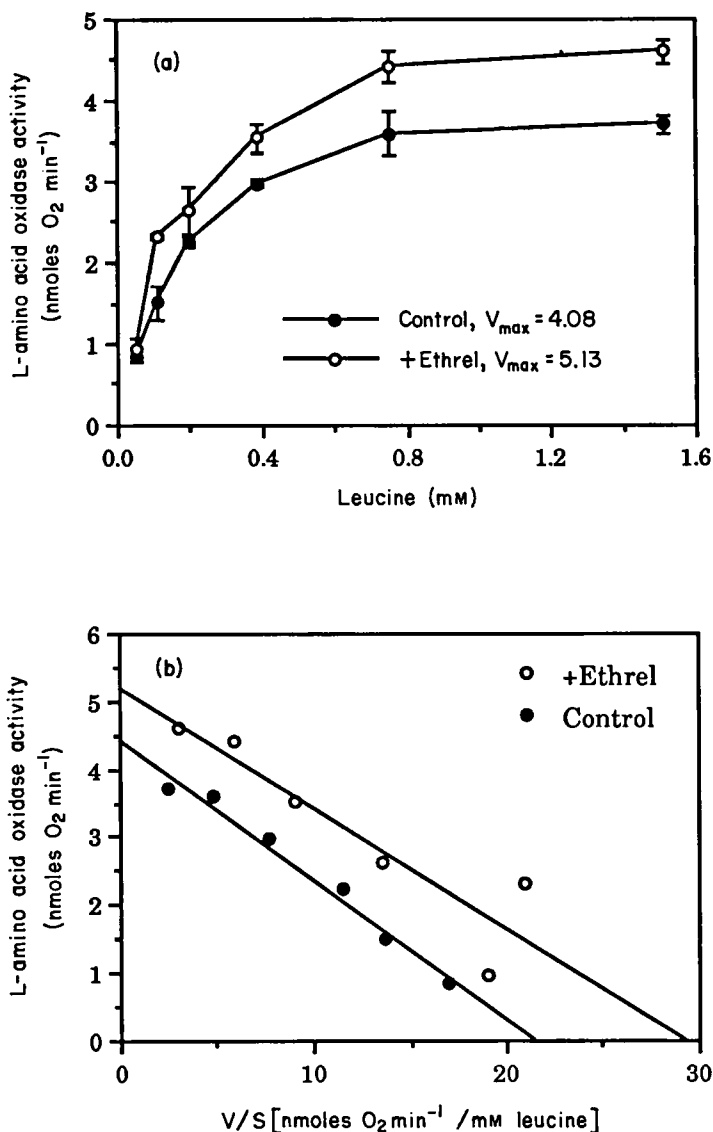 5
(a)
4
3
2
1
0
L-amino acid oxidase activity
(nmoles O₂ min⁻¹)
Control, Vmax = 4.08
+Ethrel, Vmax = 5.13
0.0 0.4 0.8 1.2 1.6
Leucine (mM)
6
(b)
+Ethrel
Control
5
4
3
2
1
0
L-amino acid oxidase activity
(nmoles O₂ min⁻¹)
0 10 20 30
V/S [nmoles O₂ min⁻¹ /mM leucine]